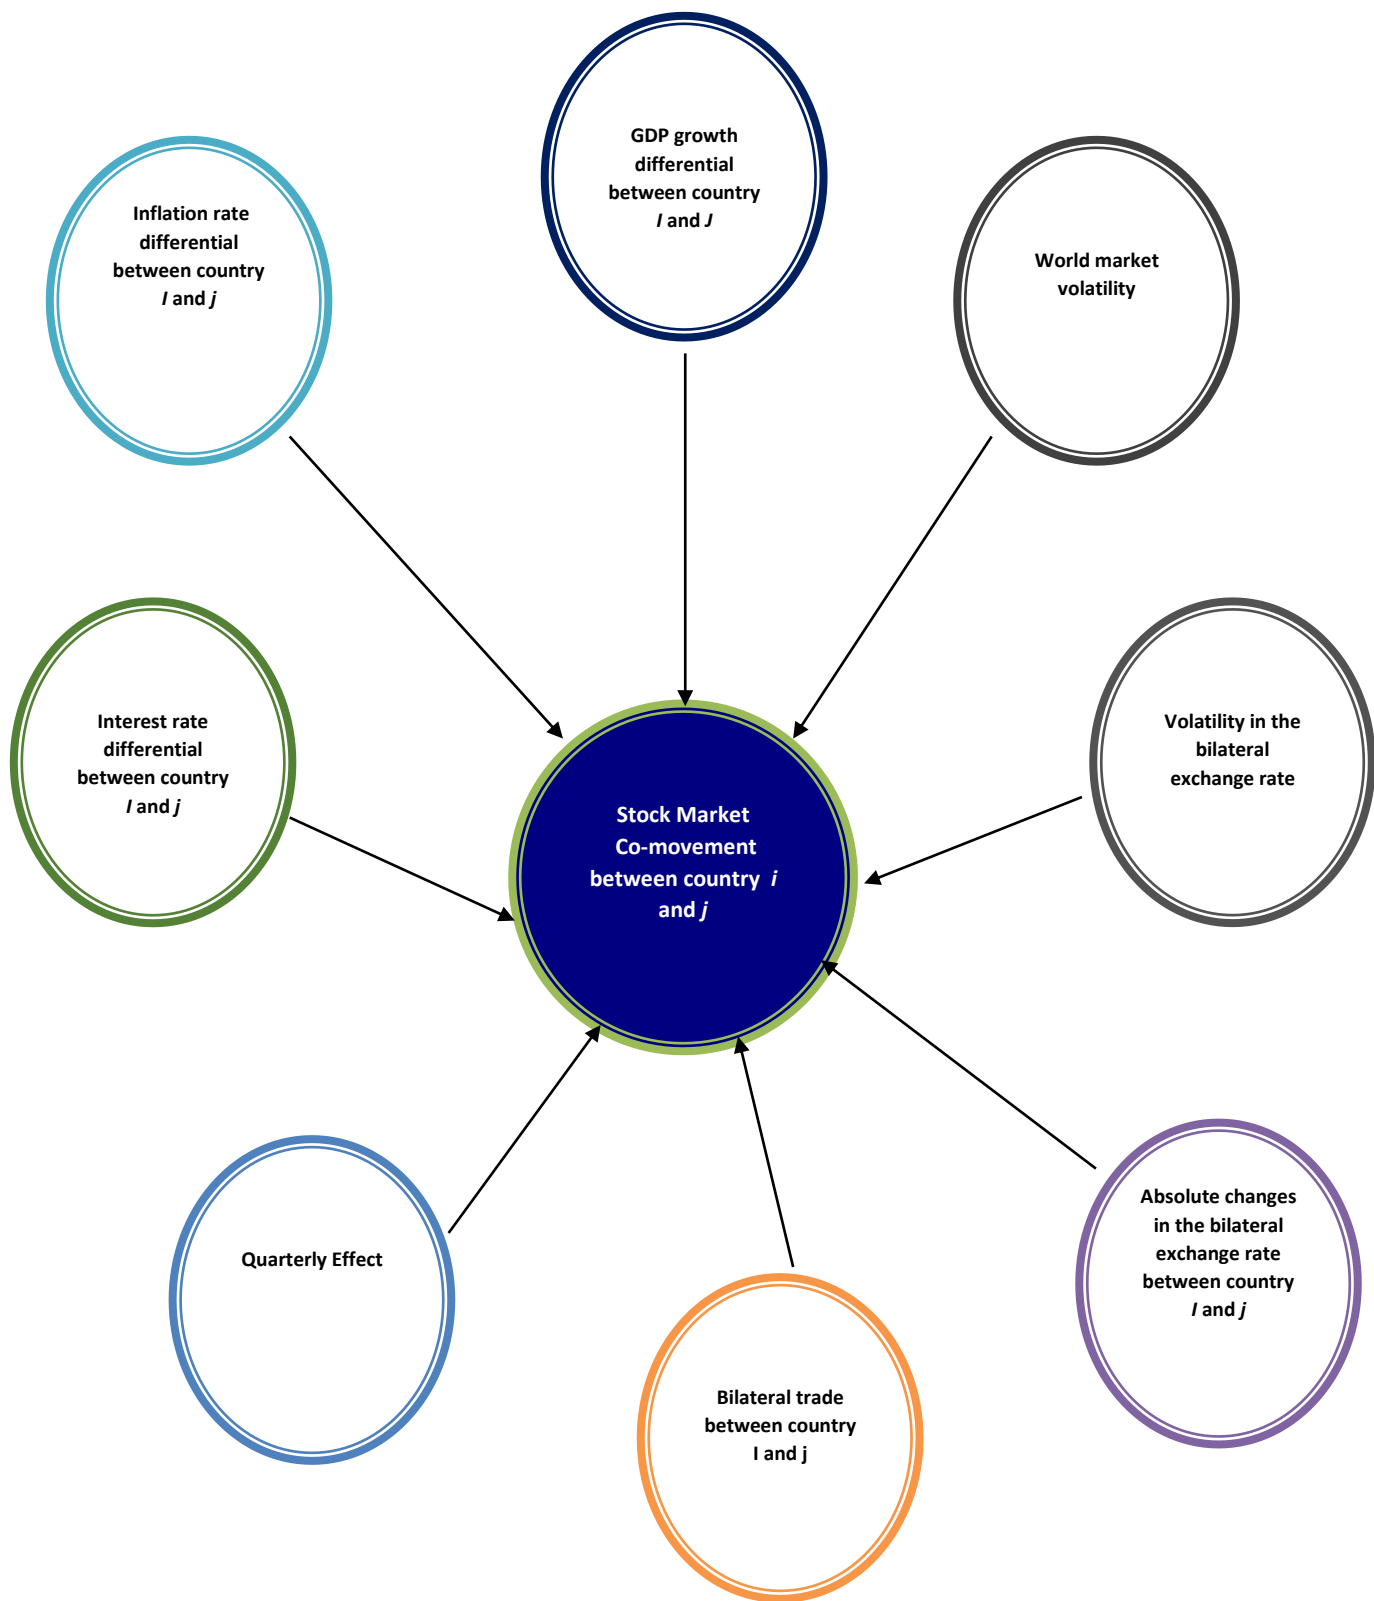 GDP growth
differential
between country
I and J
Inflation rate
differential
between country
I and j
World market
volatility
Interest rate
differential
between country
I and j
Volatility in the
bilateral
exchange rate
Stock Market
Co-movement
between country i
and j
Absolute changes
in the bilateral
exchange rate
between country
I and j
Quarterly Effect
Bilateral trade
between country
I and j